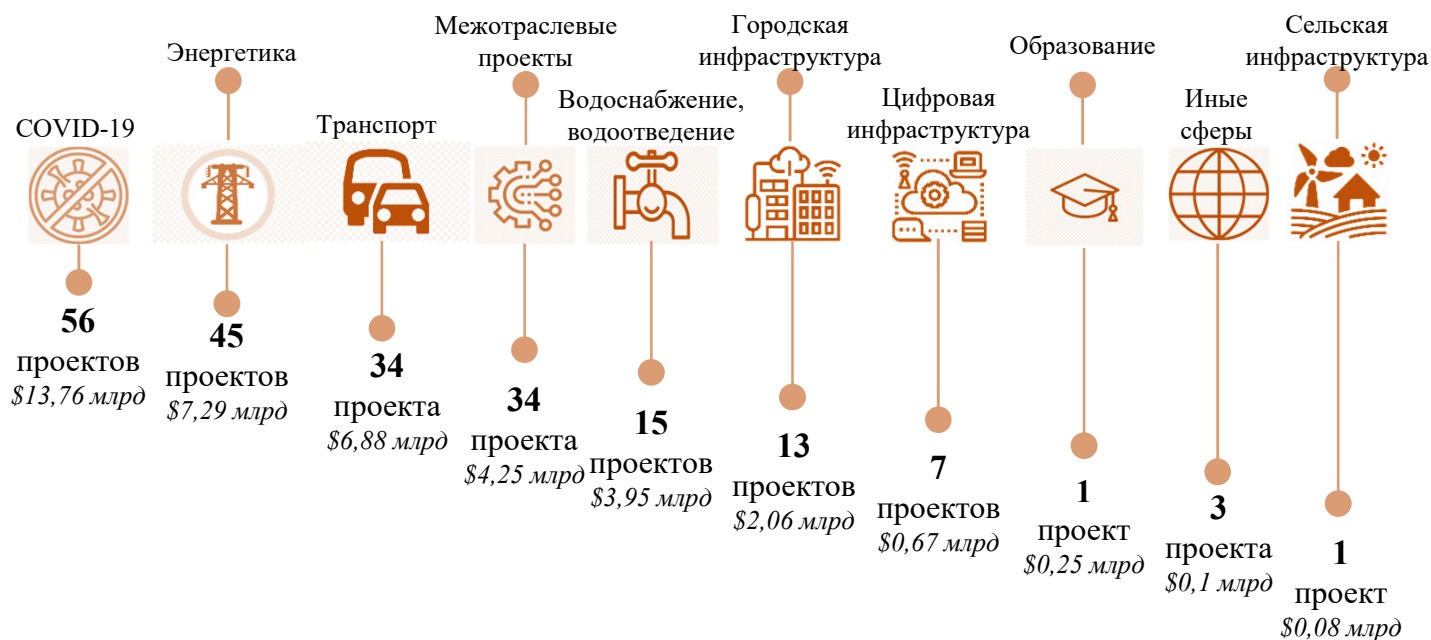 COVID-19
56
проектов
$13,76 млрд
Энергетика
45
проектов
$7,29 млрд
Транспорт
34
проекта
$6,88 млрд
Межотраслевые
проекты
34
проекта
$4,25 млрд
Водоснабжение,
водоотведение
15
проектов
$3,95 млрд
Городская
инфраструктура
13
проектов
$2,06 млрд
Цифровая
инфраструктура
7
проектов
$0,67 млрд
Образование
1
проект
$0,25 млрд
Иные
сферы
3
проекта
$0,1 млрд
Сельская
инфраструктура
1
проект
$0,08 млрд